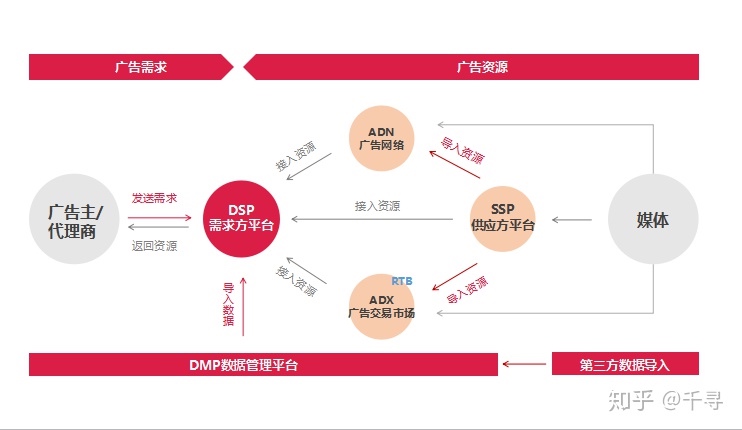 广告需求
广告资源
ADN
广告网络
接入资源
导入资源
广告主/
代理商
发送需求
返回资源
DSP
需求方平台
接入资源
SSP
供应方平台
媒体
接入资源
RTB
ADX
广告交易市场
导入资源
导入数据
DMP数据管理平台
第三方数据导入
知乎 @千寻